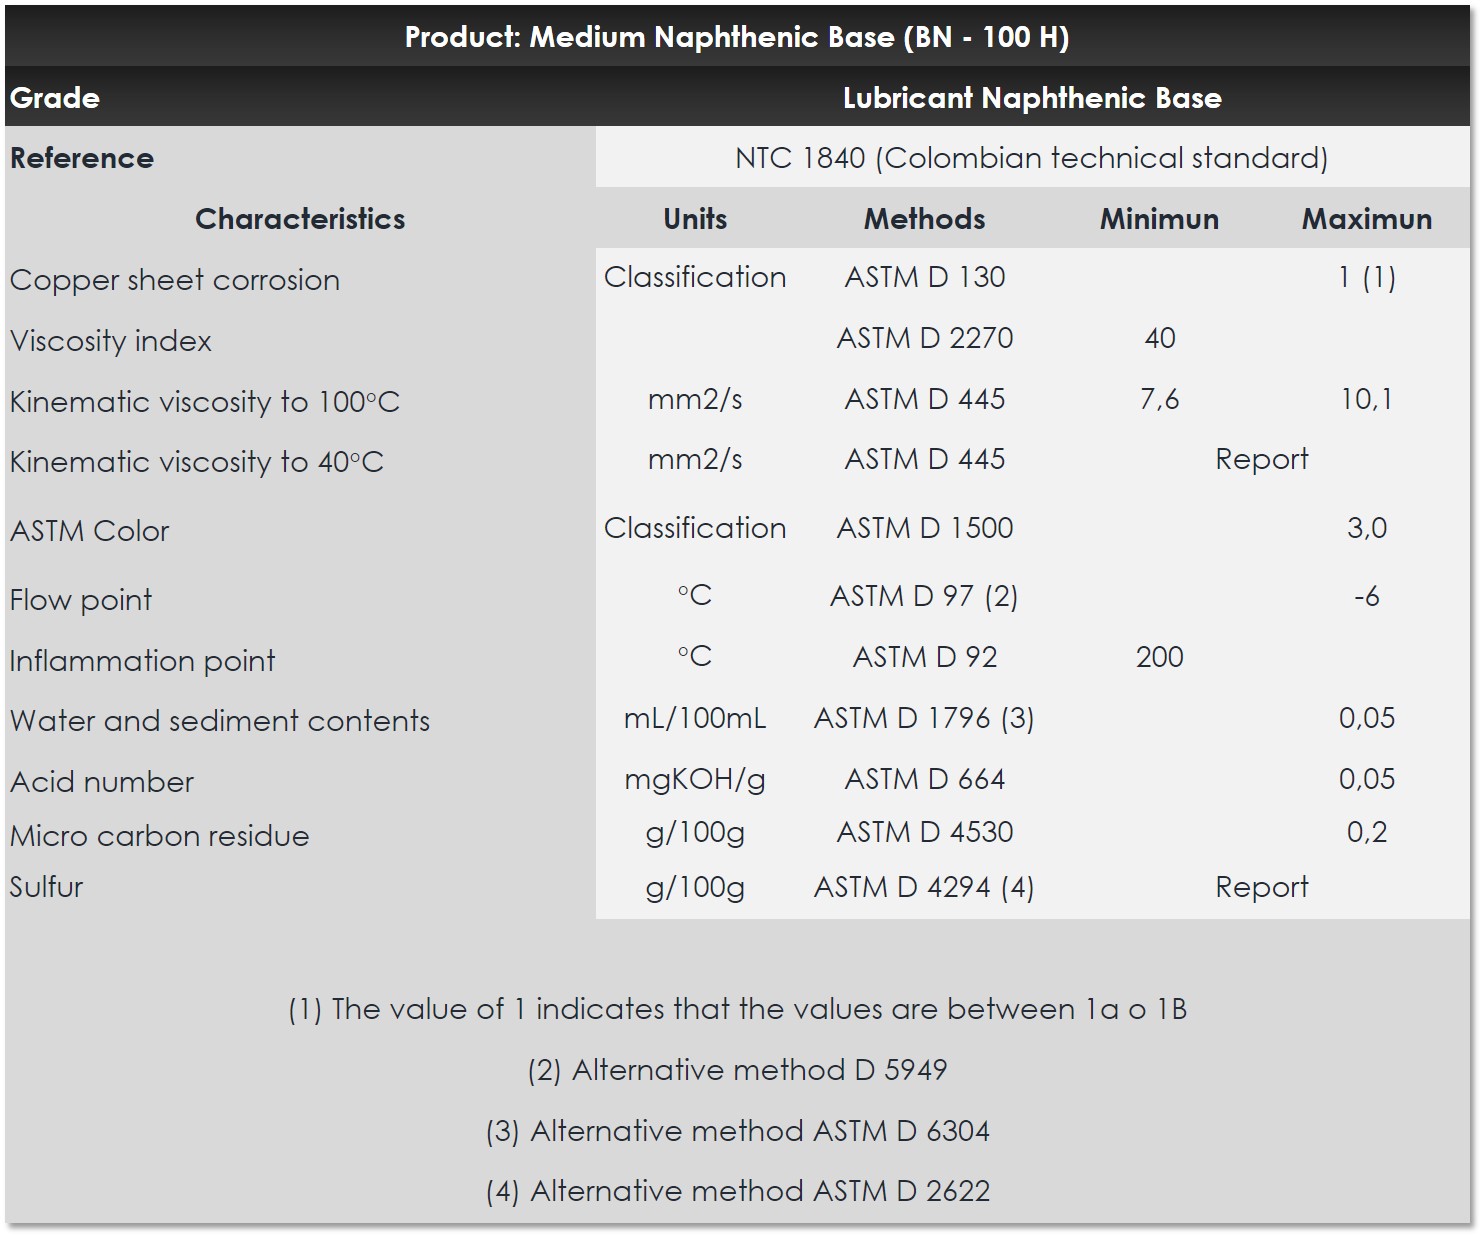 Product: Medium Naphthenic Base (BN - 100 H)
Grade Lubricant Naphthenic Base
Reference NTC 1840 (Colombian technical standard)
Characteristics Units Methods Minimun Maximun
Copper sheet corrosion Classification ASTM D 130 1 (1)
Viscosity index ASTM D 2270 40
Kinematic viscosity to 100°C mm2/s ASTM D 445 7,6 10,1
Kinematic viscosity to 40°C mm2/s ASTM D 445 Report
ASTM Color Classification ASTM D 1500 3,0
Flow point °C ASTM D 97 (2) -6
Inflammation point °C ASTM D 92 200
Water and sediment contents mL/100mL ASTM D 1796 (3) 0,05
Acid number mgKOH/g ASTM D 664 0,05
Micro carbon residue g/100g ASTM D 4530 0,2
Sulfur g/100g ASTM D 4294 (4) Report
(1) The value of 1 indicates that the values are between 1a o 1B
(2) Alternative method D 5949
(3) Alternative method ASTM D 6304
(4) Alternative method ASTM D 2622